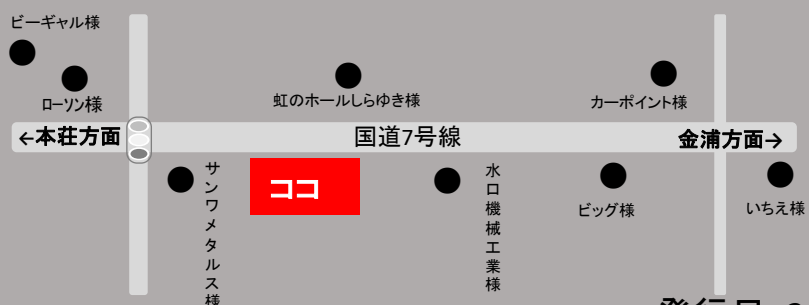 ビーギャル様
ローソン様
虹のホールしらゆき様
カーポイント様
←本荘方面
国道7号線
金浦方面→
サンワメタルス様
ココ
水口機械工業様
ビッグ様
いちえ様